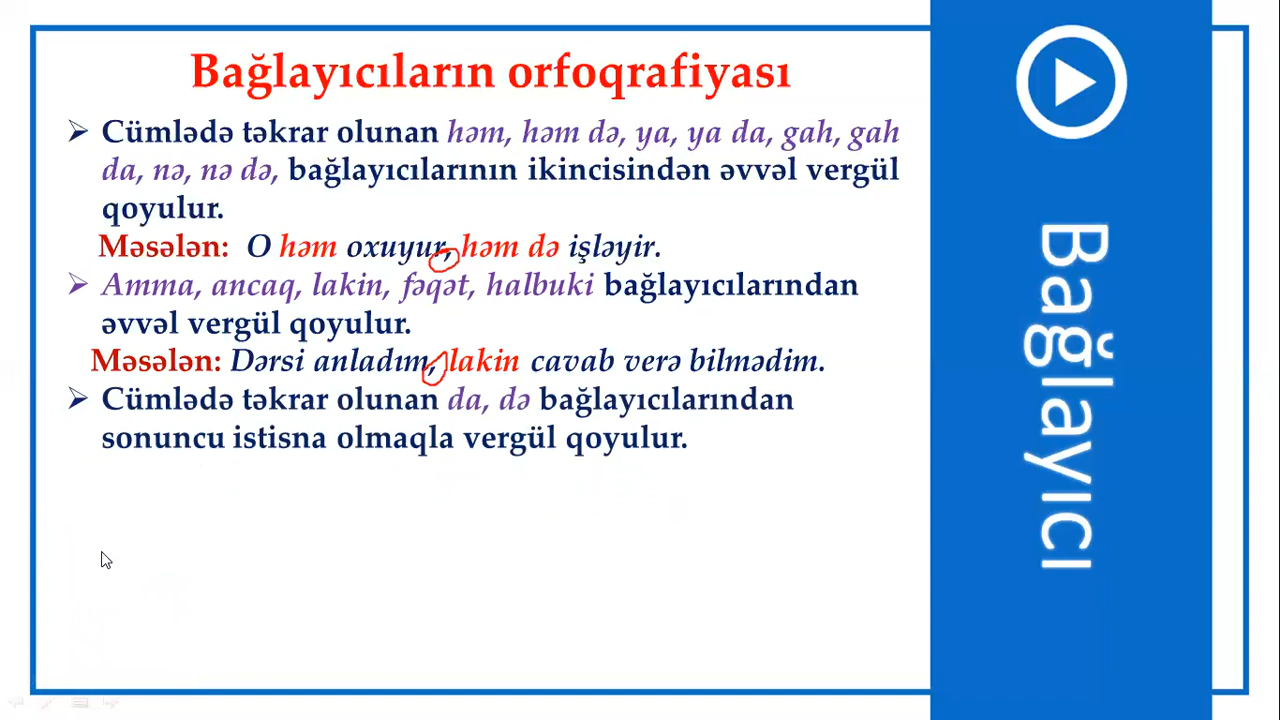 Bağlayıcıların orfoqrafiyası
Cümlədə təkrar olunan həm, həm də, ya, ya da, gah, gah
da, nə, nə də, bağlayıcılarının ikincisindən əvvəl vergül
qoyulur.
Məsələn: O həm oxuyur, həm də işləyir.
Amma, ancaq, lakin, fəqət, halbuki bağlayıcılarından
əvvəl vergül qoyulur.
Məsələn: Dərsi anladım, lakin cavab verə bilmədim.
Cümlədə təkrar olunan da, də bağlayıcılarından
sonuncu istisna olmaqla vergül qoyulur.
Bağlayıcı